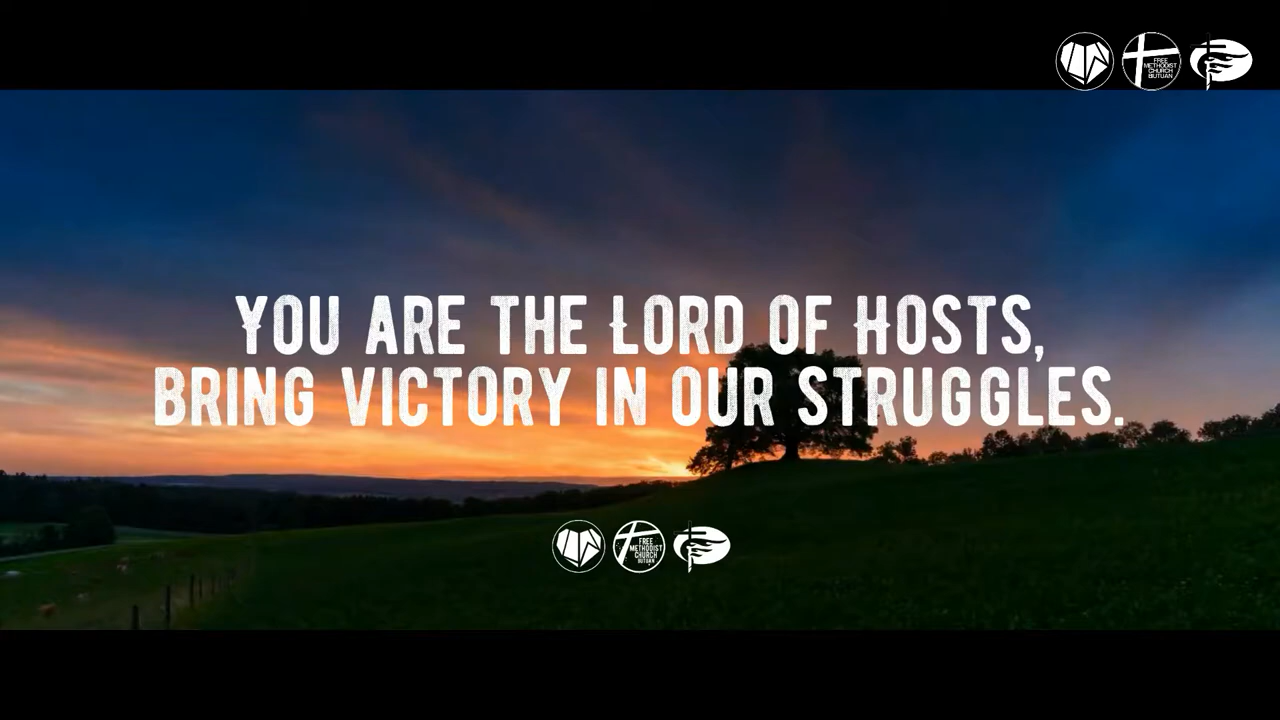 FREE
METHODIST
CHURCH
BUTUAN
YOU ARE THE LORD OF HOSTS,
BRING VICTORY IN OUR STRUGGLES.
FREE
METHODIST
CHURCH
BUTUAN